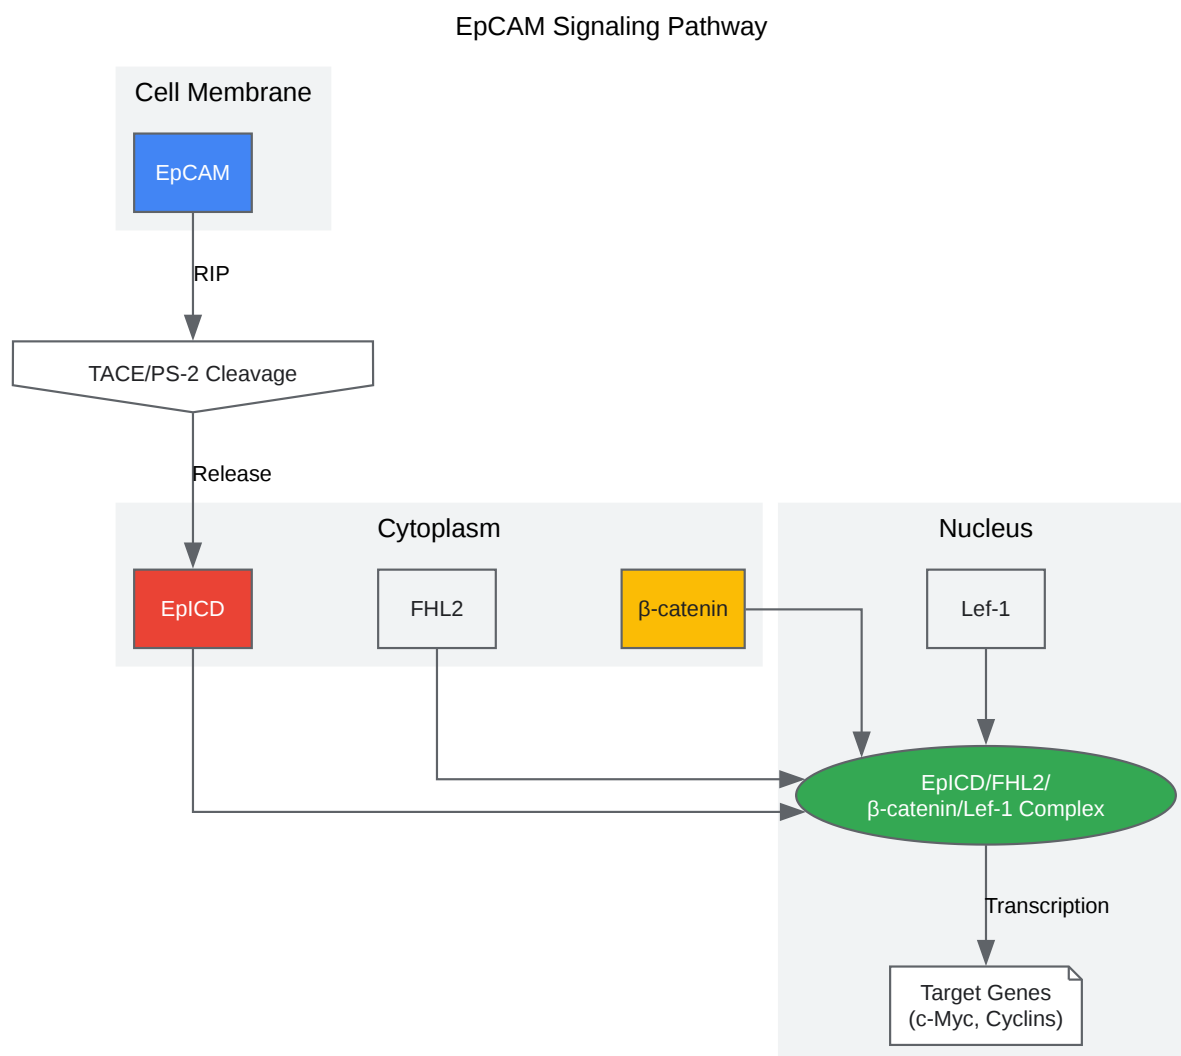 EpCAM Signaling Pathway
Cell Membrane
EpCAM
RIP
TACE/PS-2 Cleavage
Release
Cytoplasm
Nucleus
EpICD
FHL2
β-catenin
Lef-1
EpICD/FHL2/
β-catenin/Lef-1 Complex
Transcription
Target Genes
(c-Myc, Cyclins)